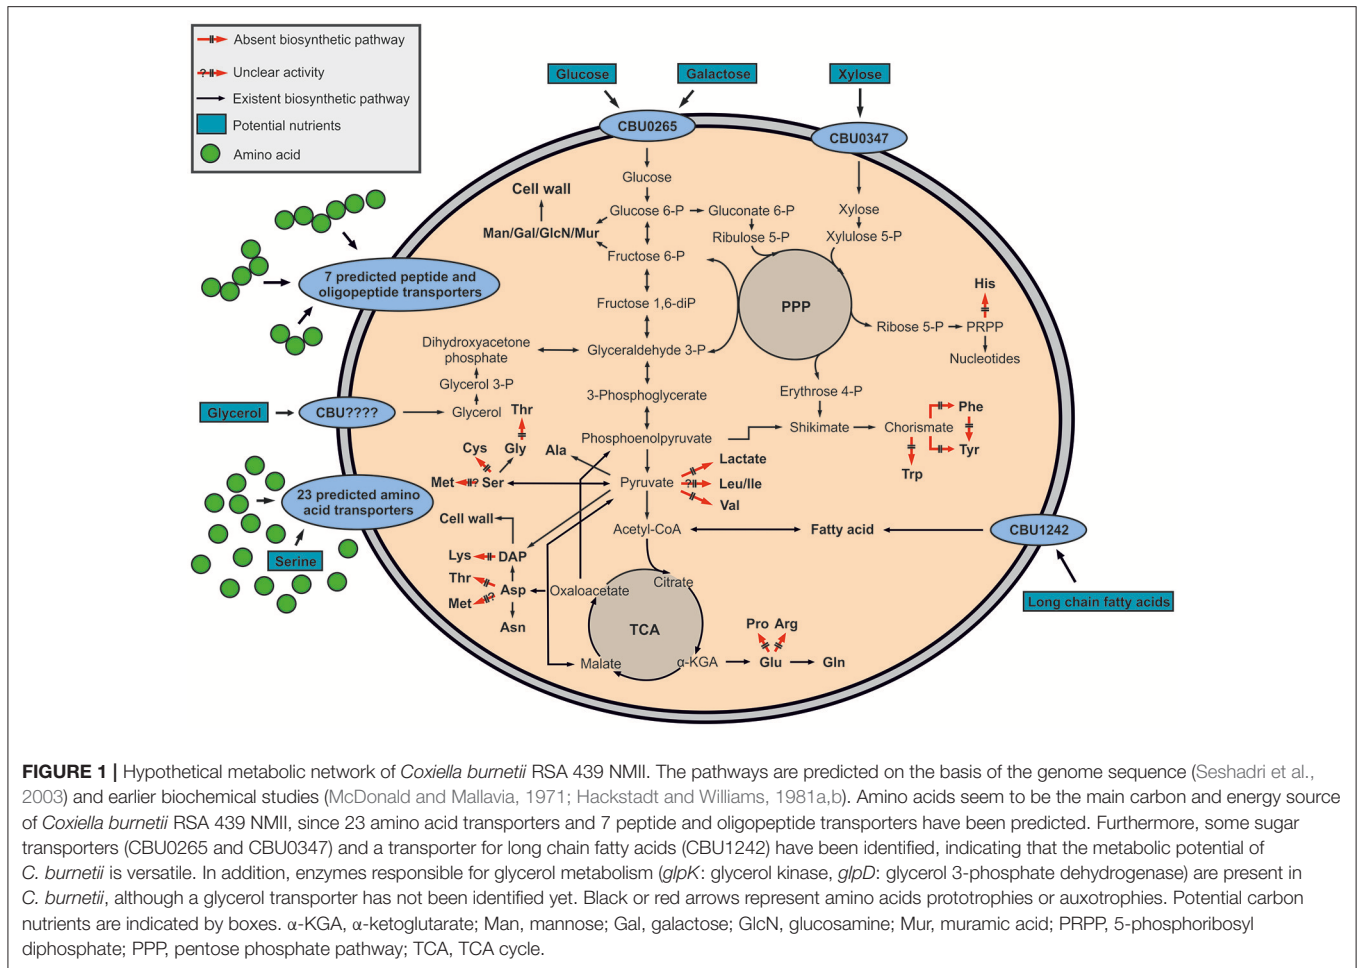 Absent biosynthetic pathway
? Unclear activity
Existent biosynthetic pathway
Potential nutrients
Amino acid
Glucose
Galactose
Xylose
CBU0265
CBU0347
Glucose
Cell wall
Glucose 6-P
Gluconate 6-P
Xylose
Man/Gal/GlcN/Mur
Ribulose 5-P
Xylulose 5-P
Fructose 6-P
7 predicted peptide and
oligopeptide transporters
His
Fructose 1,6-diP
PPP
Ribose 5-P
PRPP
Nucleotides
Dihydroxyacetone
phosphate
Glyceraldehyde 3-P
Glycerol 3-P
3-Phosphoglycerate
Erythrose 4-P
Glycerol
CBU????
Glycerol
Thr
Phe
Phosphoenolpyruvate
Shikimate
Chorismate
Cys
Gly
Ala
Tyr
Lactate
Trp
Met
?
Ser
Pyruvate
?
Leu/Ile
Val
23 predicted amino
acid transporters
Cell wall
Acetyl-CoA
Fatty acid
CBU1242
Serine
Lys
DAP
Thr
Citrate
Asp
Oxaloacetate
Met
?
Long chain fatty acids
Asn
TCA
Pro
Arg
Malate
α-KGA
Glu
Gln
FIGURE 1 | Hypothetical metabolic network of Coxiella burnetii RSA 439 NMII. The pathways are predicted on the basis of the genome sequence (Seshadri et al.,
2003) and earlier biochemical studies (McDonald and Mallavia, 1971; Hackstadt and Williams, 1981a,b). Amino acids seem to be the main carbon and energy source
of Coxiella burnetii RSA 439 NMII, since 23 amino acid transporters and 7 peptide and oligopeptide transporters have been predicted. Furthermore, some sugar
transporters (CBU0265 and CBU0347) and a transporter for long chain fatty acids (CBU1242) have been identified, indicating that the metabolic potential of
C. burnetii is versatile. In addition, enzymes responsible for glycerol metabolism (glpK: glycerol kinase, glpD: glycerol 3-phosphate dehydrogenase) are present in
C. burnetii, although a glycerol transporter has not been identified yet. Black or red arrows represent amino acids prototrophies or auxotrophies. Potential carbon
nutrients are indicated by boxes. α-KGA, α-ketoglutarate; Man, mannose; Gal, galactose; GlcN, glucosamine; Mur, muramic acid; PRPP, 5-phosphoribosyl
diphosphate; PPP, pentose phosphate pathway; TCA, TCA cycle.